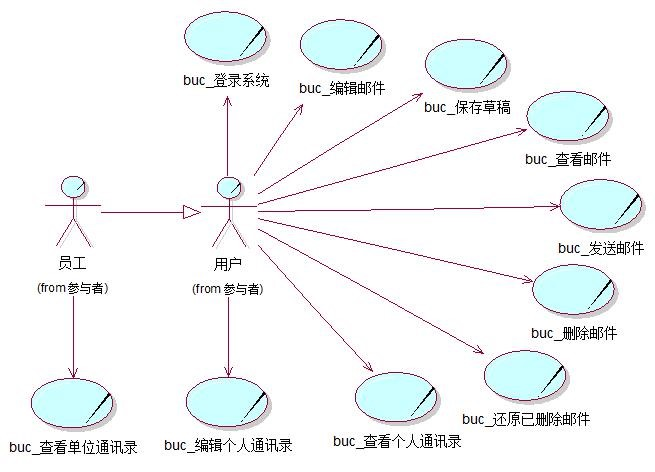 buc_登录系统
buc_编辑邮件
buc_保存草稿
buc_查看邮件
buc_发送邮件
员工
用户
(from 参与者)
(from 参与者)
buc_删除邮件
buc_还原已删除邮件
buc_查看单位通讯录
buc_编辑个人通讯录
buc_查看个人通讯录